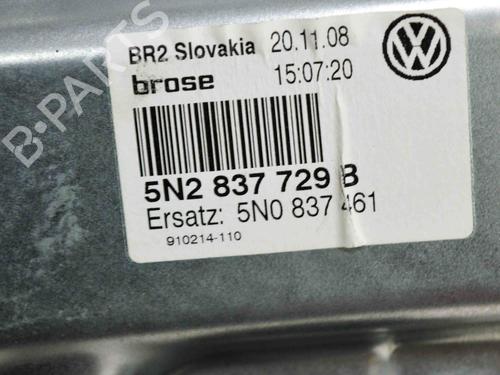 BR2 Slovakia 20.11.08
brose 15:07:20
5N2 837 729 B
Ersatz: 5N0 837 461
910214-110
B-PARTS